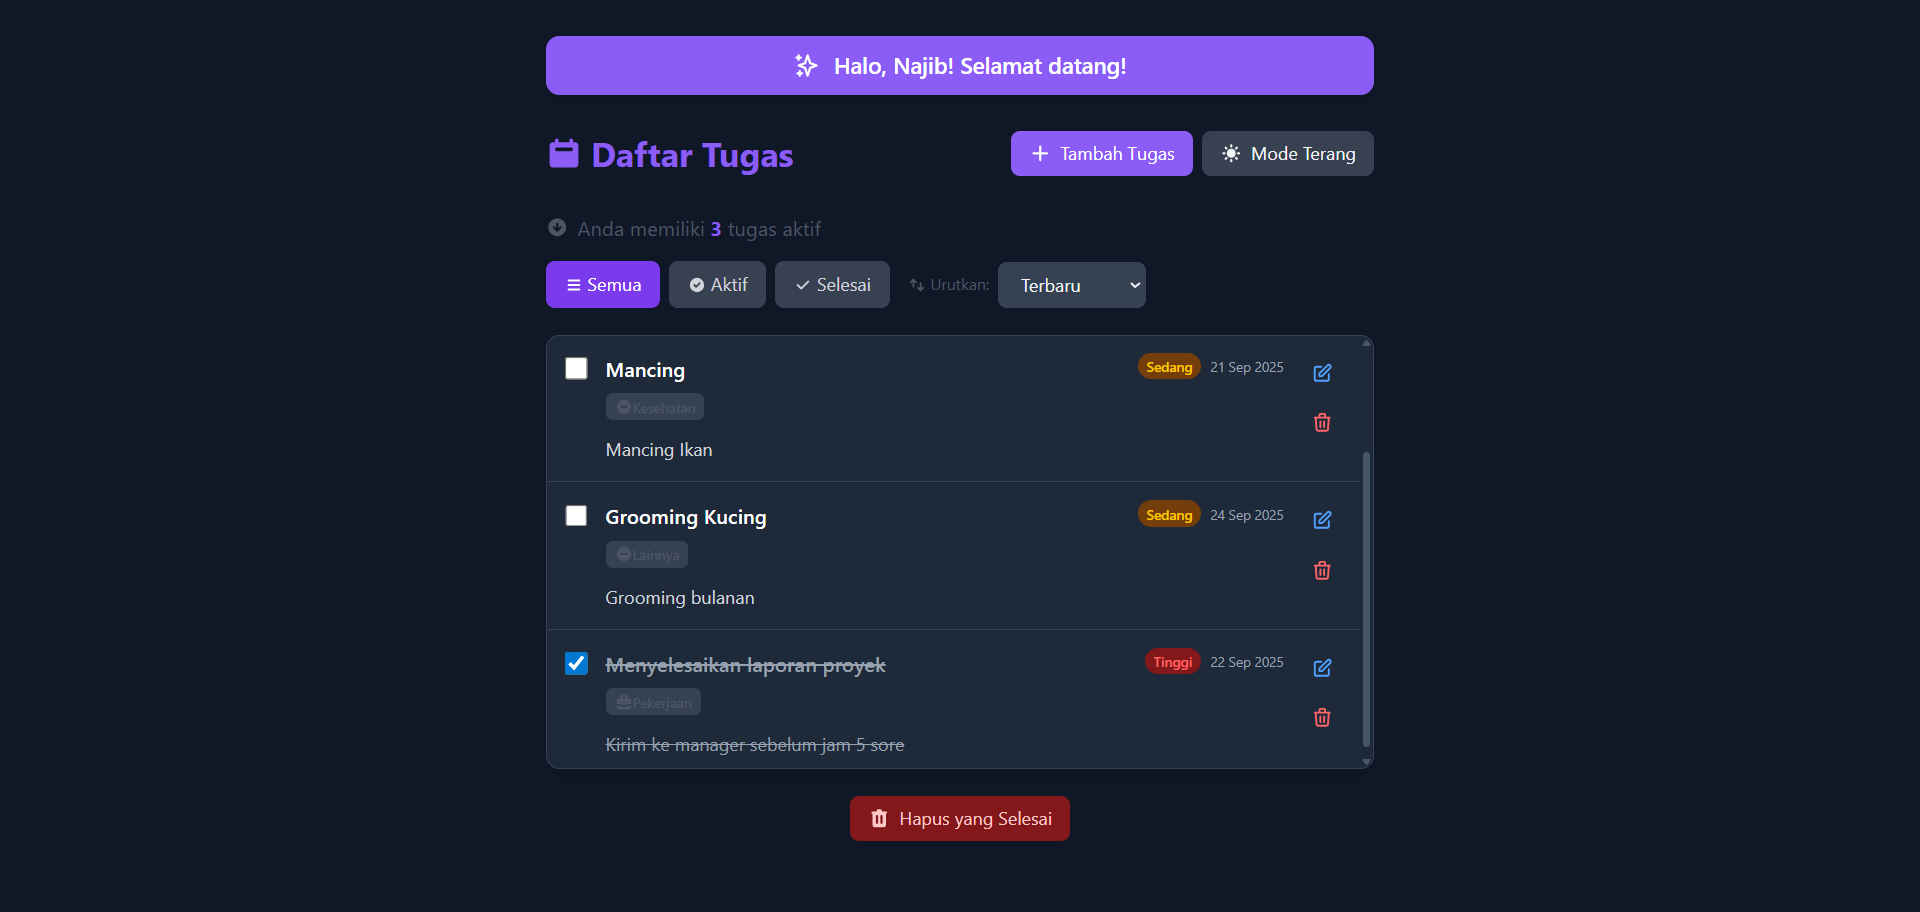 Halo, Najib! Selamat datang!
Daftar Tugas
Tambah Tugas
Mode Terang
Anda memiliki 3 tugas aktif
Semua
Aktif
Selesai
Urutkan:
Terbaru
Mancing
Sedang
21 Sep 2025
Kesehatan
Mancing Ikan
Grooming Kucing
Sedang
24 Sep 2025
Lainnya
Grooming bulanan
Menyelesaikan laporan proyek
Tinggi
22 Sep 2025
Pekerjaan
Kirim ke manager sebelum jam 5 sore
Hapus yang Selesai